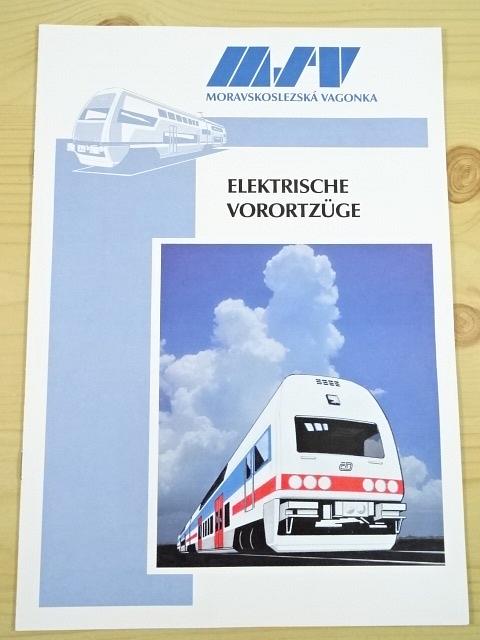 MSV
MORAVSKOSLEZSKÁ VAGONKA
ELEKTRISCHE
VORORTZÜGE
ČD